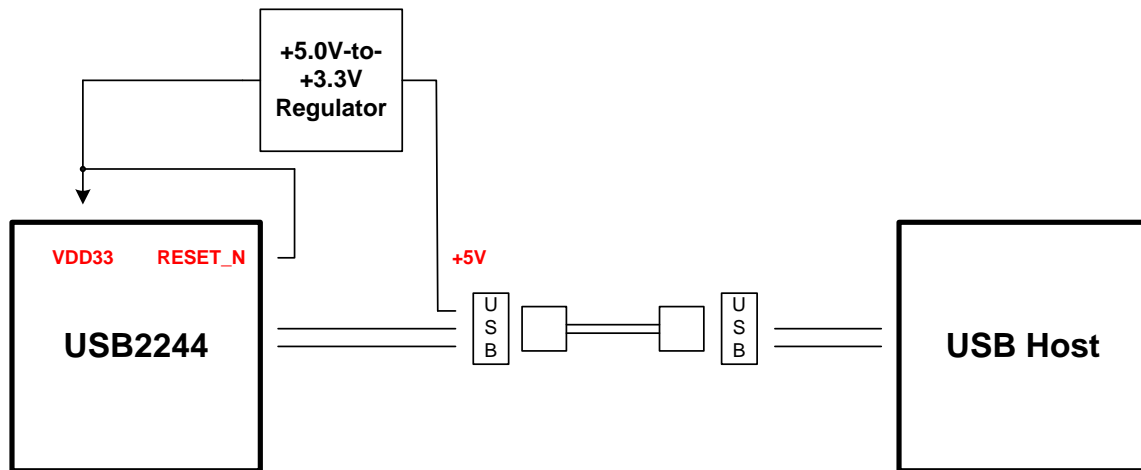 +5.0V-to-
+3.3V
Regulator
VDD33 RESET_N
+5V
USB2244
U
S
B
U
S
B
USB Host